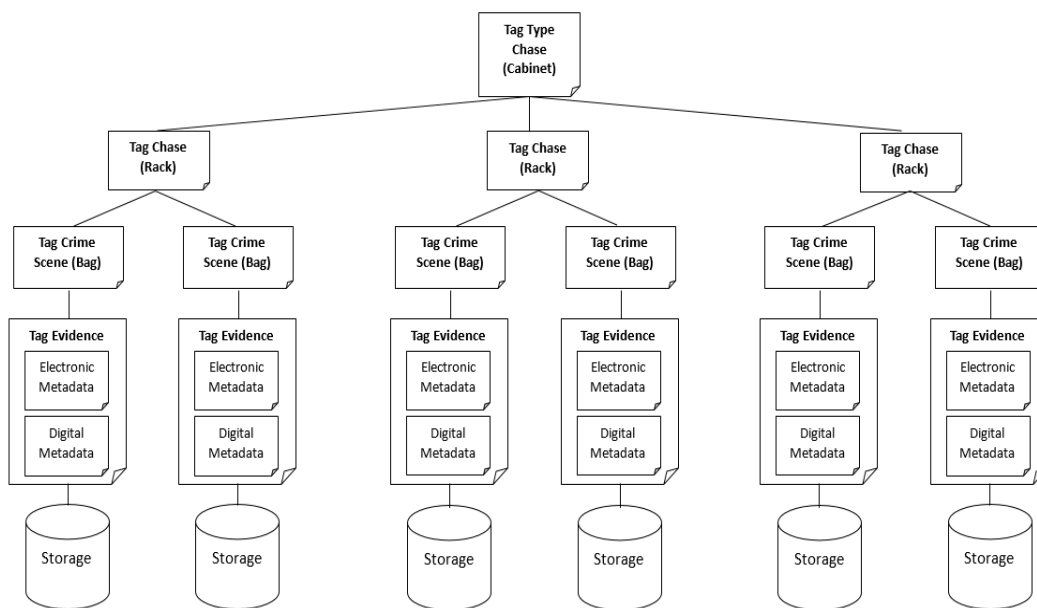 Tag Type
Chase
(Cabinet)
Tag Chase
(Rack)
Tag Chase
(Rack)
Tag Chase
(Rack)
Tag Crime
Scene (Bag)
Tag Crime
Scene (Bag)
Tag Crime
Scene (Bag)
Tag Crime
Scene (Bag)
Tag Crime
Scene (Bag)
Tag Crime
Scene (Bag)
Tag Evidence
Electronic
Metadata
Digital
Metadata
Tag Evidence
Electronic
Metadata
Digital
Metadata
Tag Evidence
Electronic
Metadata
Digital
Metadata
Tag Evidence
Electronic
Metadata
Digital
Metadata
Tag Evidence
Electronic
Metadata
Digital
Metadata
Tag Evidence
Electronic
Metadata
Digital
Metadata
Storage
Storage
Storage
Storage
Storage
Storage